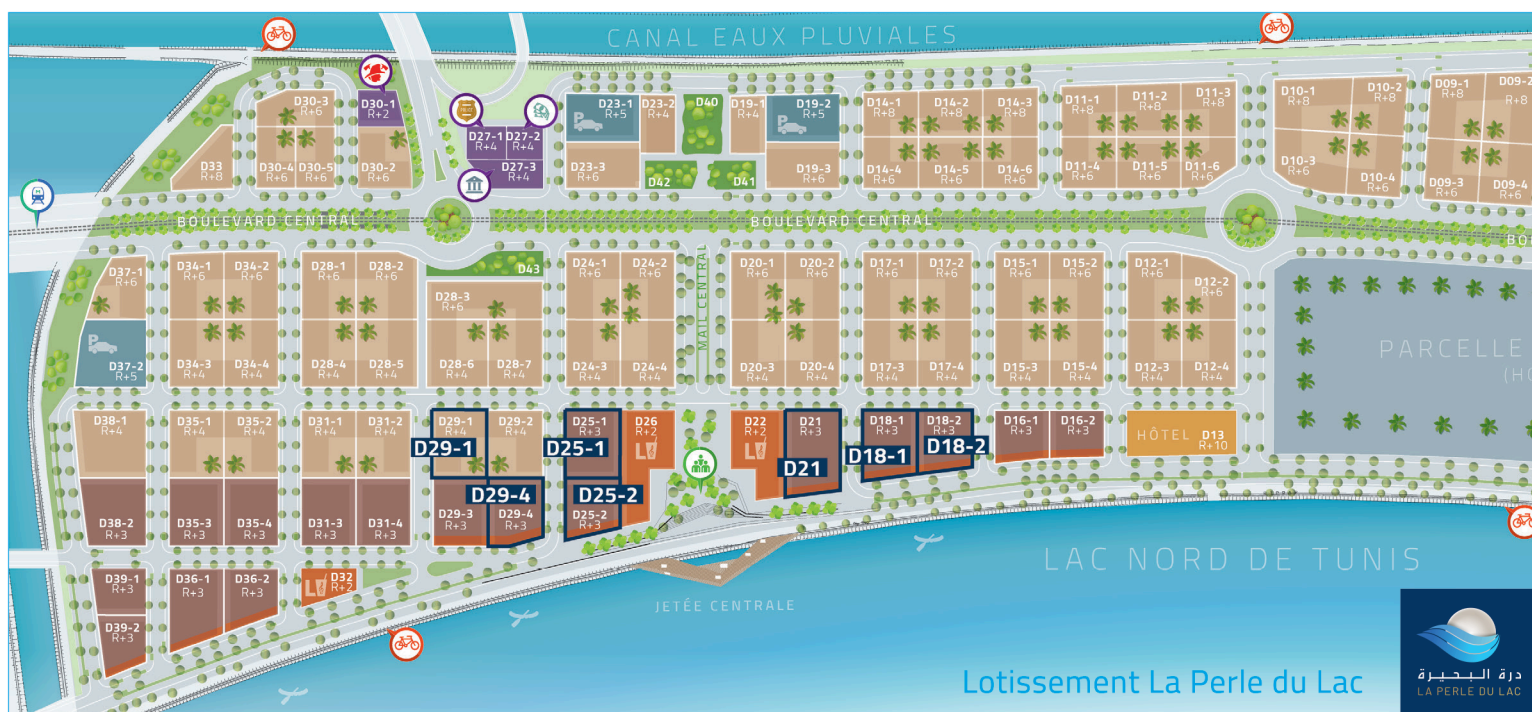 CANAL EAUX PLUVIALES
D30-3
R+6
D30-1
R+2
D33
R+8
D30-4
R+6
D30-5
R+6
D30-2
R+6
D27-1
R+4
D27-2
R+4
D27-3
R+4
D23-1
R+5
P
D23-2
R+4
D23-3
R+6
D40
D42
D41
D19-1
R+4
D19-2
R+5
P
D19-3
R+6
D14-1
R+8
D14-2
R+8
D14-3
R+8
D14-4
R+6
D14-5
R+6
D14-6
R+6
D11-1
R+8
D11-2
R+8
D11-3
R+8
D11-4
R+6
D11-5
R+6
D11-6
R+6
D10-1
R+8
D10-2
R+8
D10-3
R+6
D10-4
R+6
D09-1
R+8
D09-2
R+8
D09-3
R+6
D09-4
R+6
BOULEVARD CENTRAL
BOULEVARD CENTRAL
BO
D37-1
R+6
P
D37-2
R+5
D34-1
R+6
D34-2
R+6
D34-3
R+4
D34-4
R+4
D28-1
R+6
D28-2
R+6
D28-4
R+4
D28-5
R+4
D43
D28-3
R+6
D28-6
R+4
D28-7
R+4
D24-1
R+6
D24-2
R+6
D24-3
R+4
D24-4
R+4
MAIL CENTRAL
D20-1
R+6
D20-2
R+6
D20-3
R+4
D20-4
R+4
D17-1
R+6
D17-2
R+6
D17-3
R+4
D17-4
R+4
D15-1
R+6
D15-2
R+6
D15-3
R+4
D15-4
R+4
D12-1
R+6
D12-2
R+6
D12-3
R+4
D12-4
R+4
PARCELLE
(HO
D38-1
R+4
D38-2
R+3
D35-1
R+4
D35-2
R+4
D35-3
R+3
D35-4
R+3
D31-1
R+4
D31-2
R+4
D31-3
R+3
D31-4
R+3
D29-1
R+4
D29-1
D29-2
R+4
D29-3
R+3
D29-4
D29-4
R+3
D25-1
R+3
D25-1
D25-2
D25-2
R+3
D26
R+2
L
D22
R+2
L
D21
R+3
D21
D18-1
R+3
D18-1
D18-2
R+3
D18-2
D16-1
R+3
D16-2
R+3
HÔTEL D13
R+10
D39-1
R+3
D39-2
R+3
D36-1
R+3
D36-2
R+3
L
D32
R+2
JETÉE CENTRALE
LAC NORD DE TUNIS
Lotissement La Perle du Lac
درة البحيرة
LA PERLE DU LAC